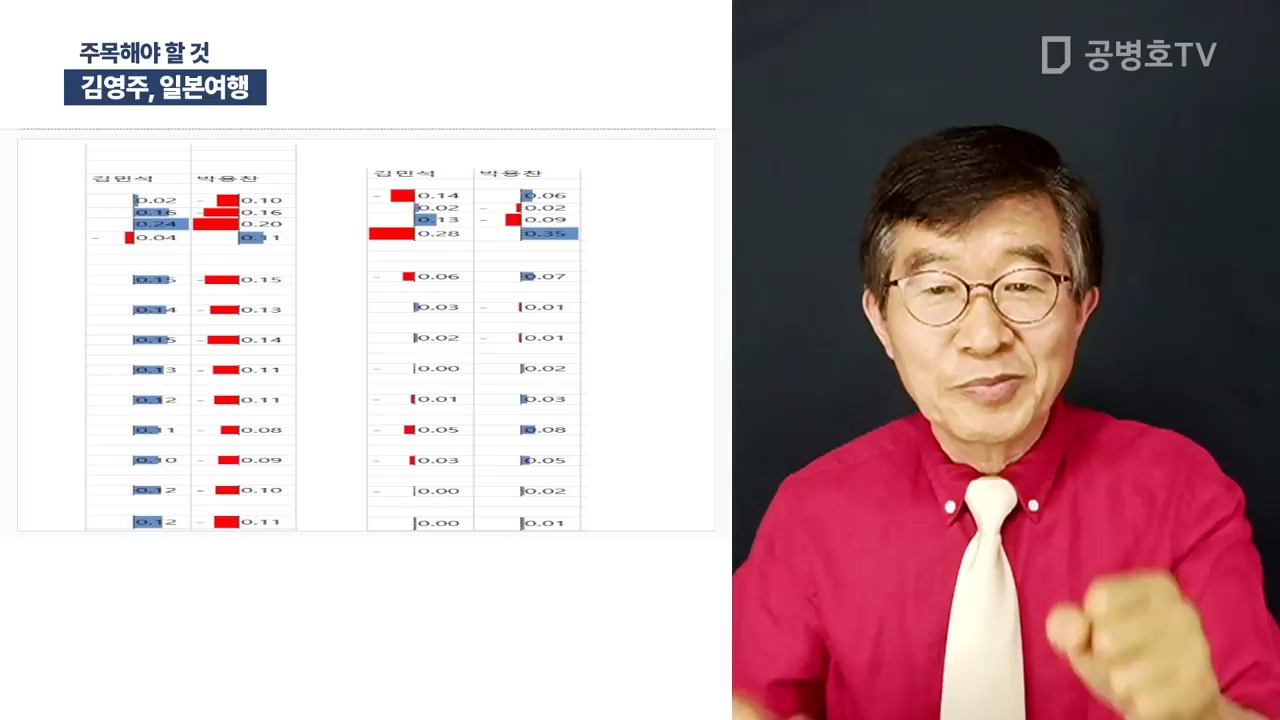 주목해야 할 것
김영주, 일본여행
공병호TV
김민석 박용찬 김민석 박용찬
0.02 - 0.10 - 0.14 0.06
0.16 - 0.16 0.02 - 0.02
0.24 - 0.20 0.13 - 0.09
- 0.04 0.11 - 0.28 0.35
0.15 - 0.15 - 0.06 0.07
0.14 - 0.13 0.03 - 0.01
0.15 - 0.14 0.02 - 0.01
0.13 - 0.11 - 0.00 0.02
0.12 - 0.11 - 0.01 0.03
0.11 - 0.08 - 0.05 0.08
0.10 - 0.09 - 0.03 0.05
0.12 - 0.10 - 0.00 0.02
0.12 - 0.11 0.00 0.01